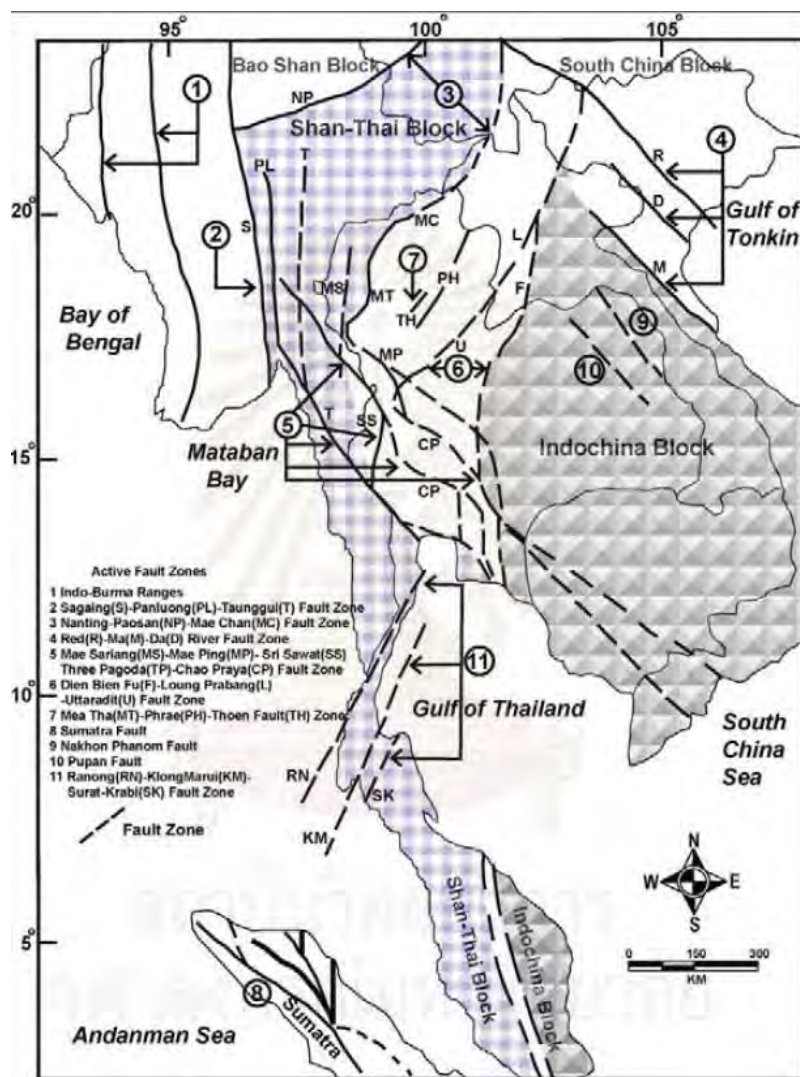 95°
100°
105°
Bao Shan Block
South China Block
1
3
NP
Shan-Thai Block
4
PL
T
R
20°
MC
D
Gulf of
Tonkin
2
S
L
7
PH
M
MS
F
MT
Bay of
Bengal
TH
9
U
MP
6
10
5
T
SS
CP
Indochina Block
15°
Mataban
Bay
CP
Active Fault Zones
1 Indo-Burma Ranges
2 Sagaing(S)-Panluong(PL)-Taunggui(T) Fault Zone
3 Nanting-Paosan(NP)-Mae Chan(MC) Fault Zone
4 Red(R)-Ma(M)-Da(D) River Fault Zone
5 Mae Sariang(MS)-Mae Ping(MP)- Sri Sawat(SS)
Three Pagoda(TP)-Chao Praya(CP) Fault Zone
6 Dien Bien Fu(F)-Loung Prabang(L)
-Uttaradit(U) Fault Zone
7 Mea Tha(MT)-Phrae(PH)-Thoen Fault(TH) Zone
8 Sumatra Fault
9 Nakhon Phanom Fault
10 Pupan Fault
11 Ranong(RN)-KlongMarui(KM)-
Surat-Krabi(SK) Fault Zone
Fault Zone
11
10°
Gulf of Thailand
South
China
Sea
RN
SK
KM
N
W
E
S
Shan-Thai Block
Indochina Block
5°
0 150 300
KM
8
Sumatra
Andanman Sea